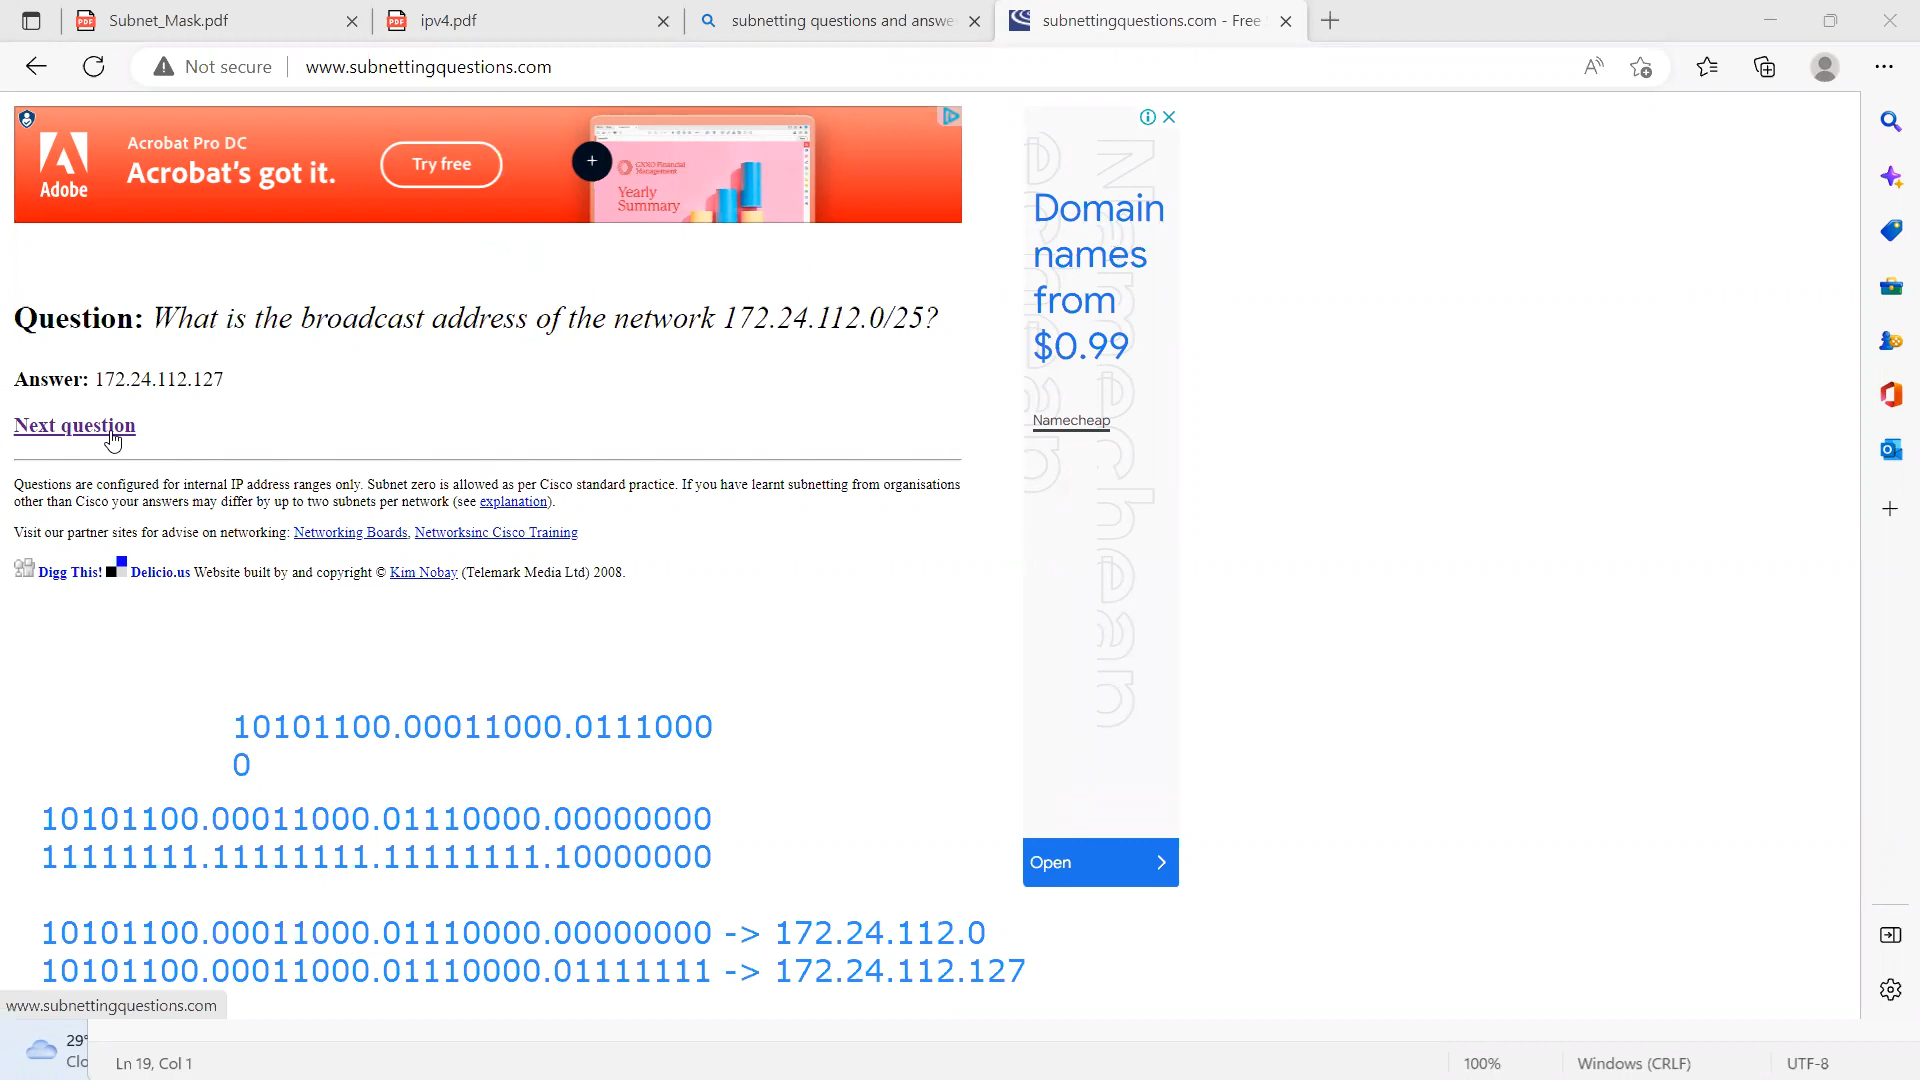 Subnet_Mask.pdf
ipv4.pdf
subnetting questions and answe
subnettingquestions.com - Free
Not secure
www.subnettingquestions.com
Adobe
Acrobat Pro DC
Acrobat's got it.
Try free
+
Yearly
Summary
Domain
names
from
$0.99
Namecheap
Namecheap
Open
Question: What is the broadcast address of the network 172.24.112.0/25?
Answer: 172.24.112.127
Next question
Questions are configured for internal IP address ranges only. Subnet zero is allowed as per Cisco standard practice. If you have learnt subnetting from organisations
other than Cisco your answers may differ by up to two subnets per network (see explanation).
Visit our partner sites for advise on networking: Networking Boards, Networksinc Cisco Training
Digg This! Delicio.us Website built by and copyright © Kim Nobay (Telemark Media Ltd) 2008.
10101100.00011000.0111000
0
10101100.00011000.01110000.00000000
11111111.11111111.11111111.10000000
10101100.00011000.01110000.00000000 -> 172.24.112.0
10101100.00011000.01110000.01111111 -> 172.24.112.127
www.subnettingquestions.com
29°
Clo
Ln 19, Col 1
100%
Windows (CRLF)
UTF-8